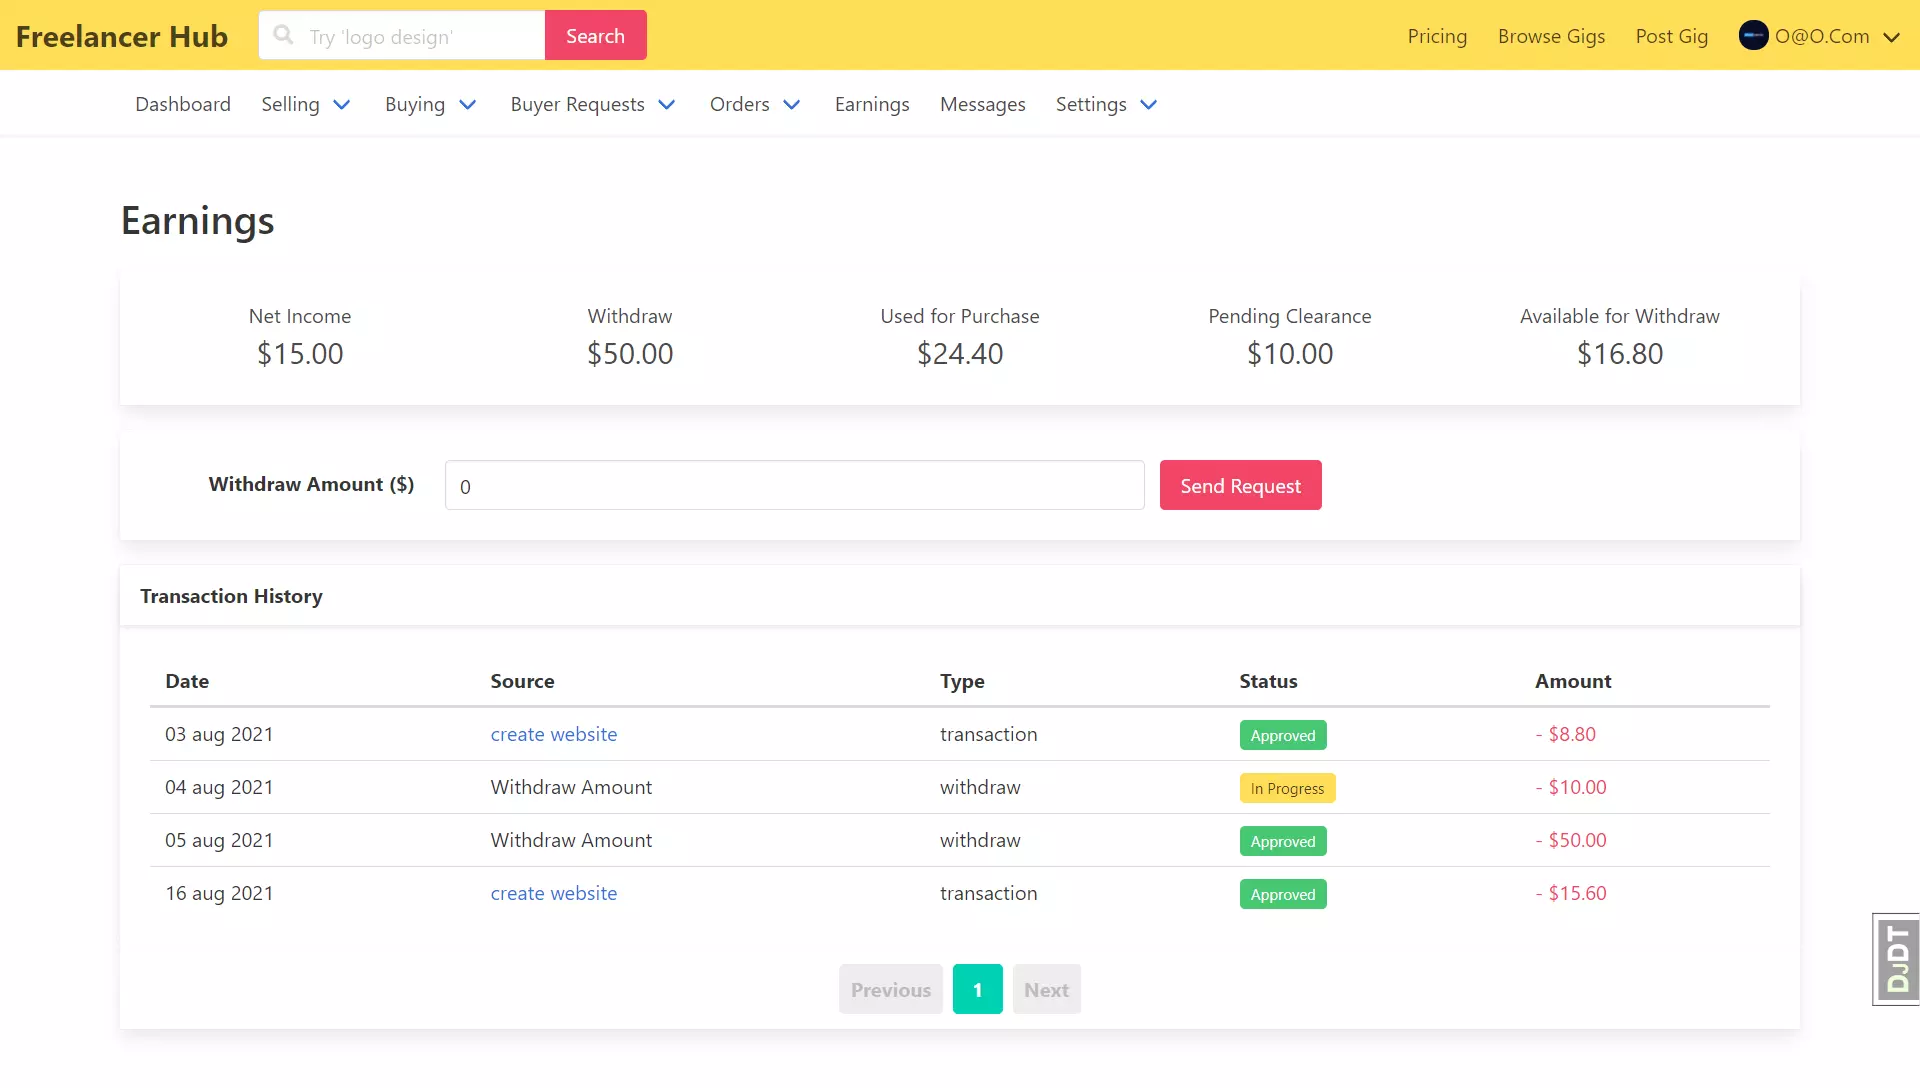 Freelancer Hub Try 'logo design' Search Pricing Browse Gigs Post Gig O@O.Com
Dashboard Selling Buying Buyer Requests Orders Earnings Messages Settings
Earnings
Net Income Withdraw Used for Purchase Pending Clearance Available for Withdraw
$15.00 $50.00 $24.40 $10.00 $16.80
Withdraw Amount ($) 0 Send Request
Transaction History
Date Source Type Status Amount
03 aug 2021 create website transaction Approved - $8.80
04 aug 2021 Withdraw Amount withdraw In Progress - $10.00
05 aug 2021 Withdraw Amount withdraw Approved - $50.00
16 aug 2021 create website transaction Approved - $15.60
DJDT
Previous 1 Next